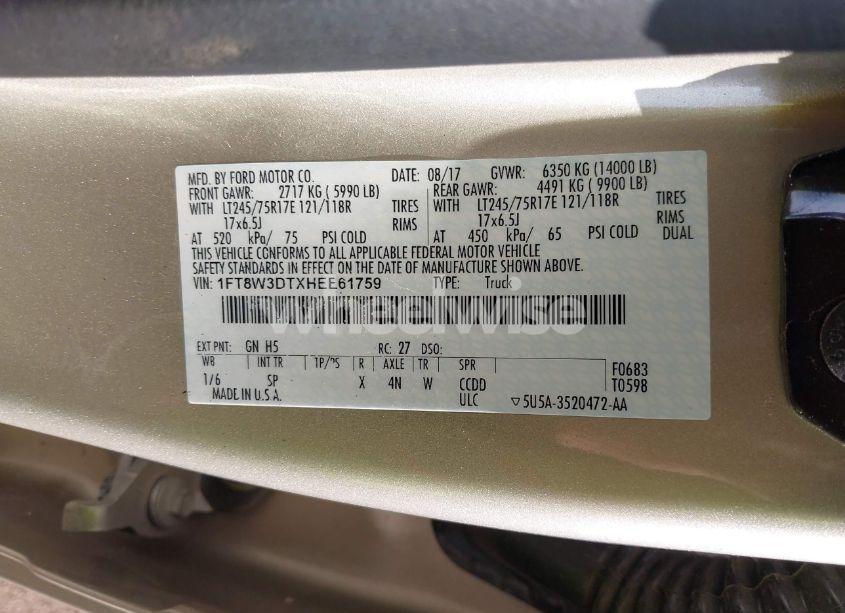 MFD. BY FORD MOTOR CO. DATE: 08/17 GVWR: 6350 KG (14000 LB)
FRONT GAWR: 2717 KG ( 5990 LB) REAR GAWR: 4491 KG ( 9900 LB)
WITH LT245/75R17E 121/118R TIRES WITH LT245/75R17E 121/118R TIRES
17x6.5J RIMS 17x6.5J RIMS
AT 520 kPa/ 75 PSI COLD AT 450 kPa/ 65 PSI COLD DUAL
THIS VEHICLE CONFORMS TO ALL APPLICABLE FEDERAL MOTOR VEHICLE
SAFETY STANDARDS IN EFFECT ON THE DATE OF MANUFACTURE SHOWN ABOVE.
VIN: 1FT8W3DTXHEE61759 TYPE: Truck
wheelwise
EXT PNT: GN H5 RC: 27 DSO:
WB INT TR TP/PS R AXLE TR SPR F0683
1/6 SP X 4N W CCDD T0598
MADE IN U.S.A. ULC ▽5U5A-3520472-AA